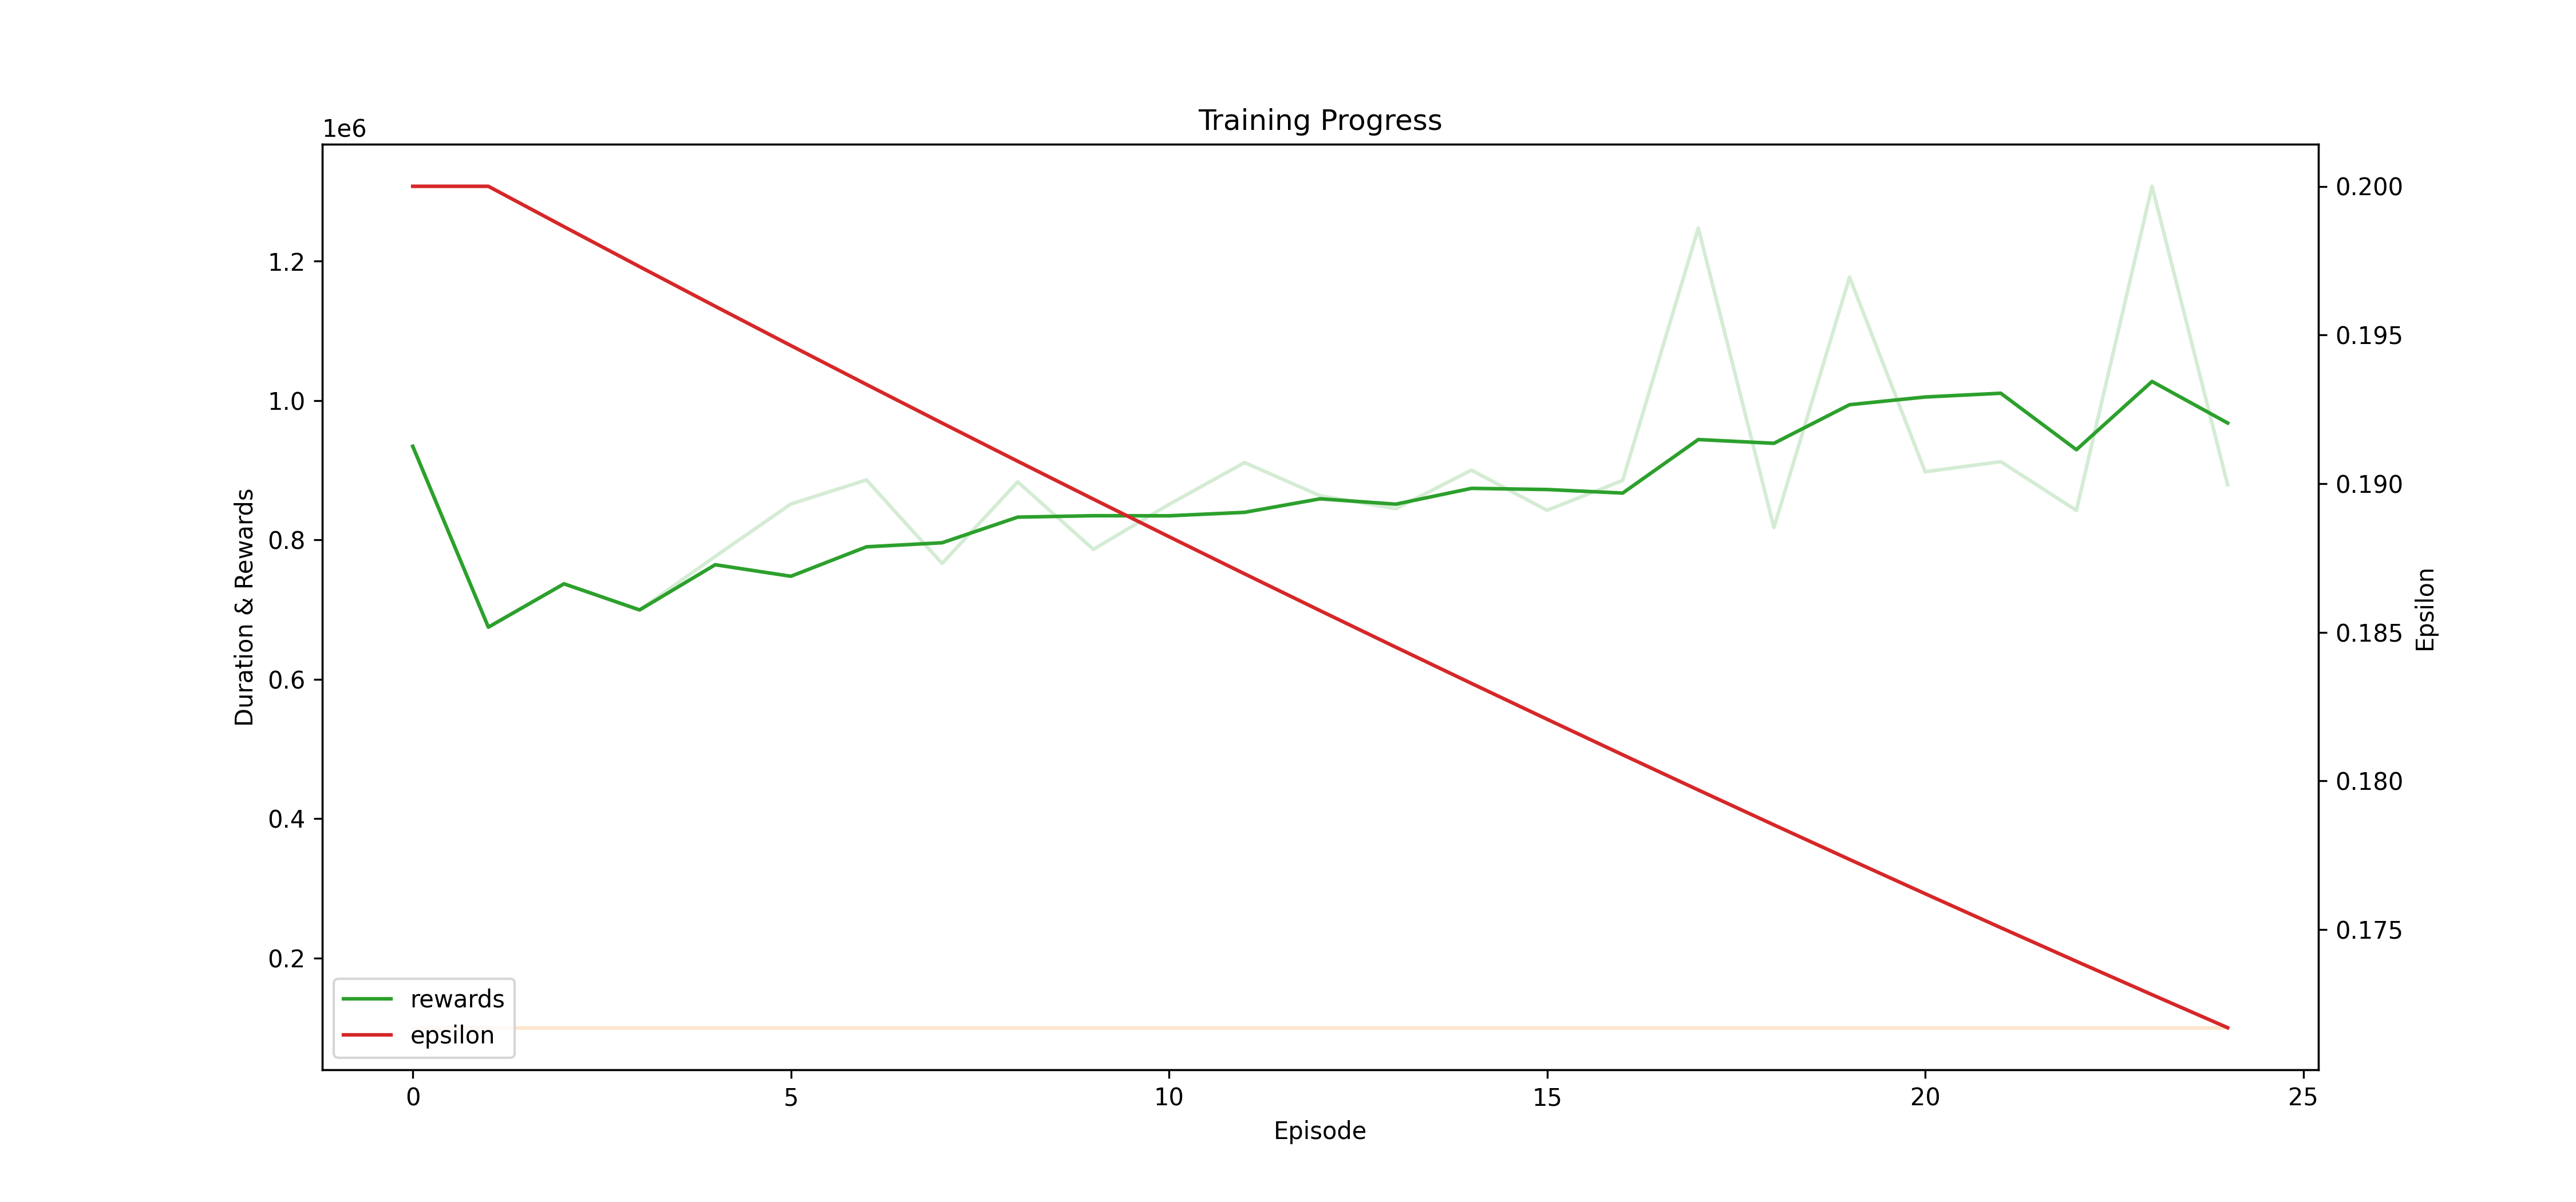 Training Progress
1e6
1.2
1.0
0.8
0.6
0.4
0.2
Duration & Rewards
0.200
0.195
0.190
0.185
0.180
0.175
Epsilon
rewards
epsilon
0 5 10 15 20 25
Episode